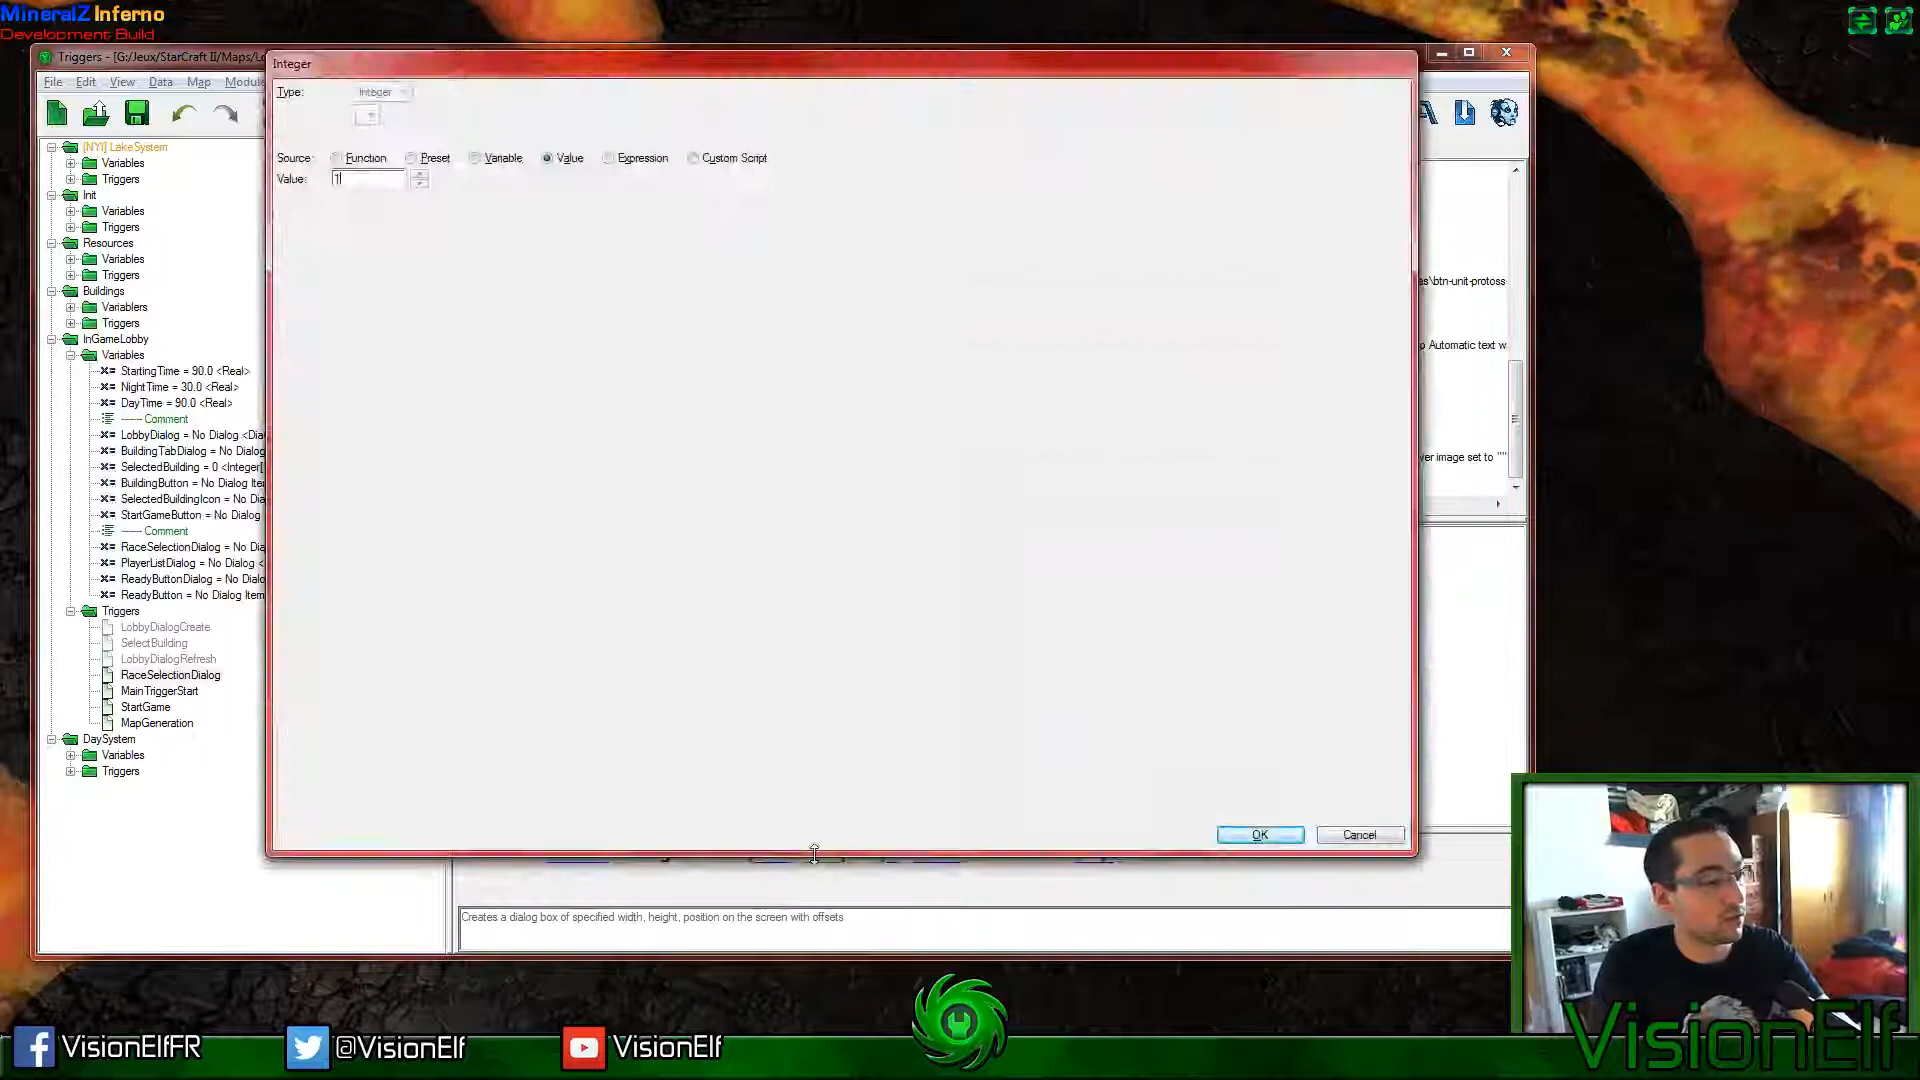 MineralZ Inferno
Development Build
Triggers - [G:/Jeux/StarCraft II/Maps/Lo
File Edit View Data Map Module
Integer
Type: Integer
Source: Function Preset Variable Value Expression Custom Script
Value: 1
[NYI] LakeSystem
Variables
Triggers
Init
Variables
Triggers
Resources
Variables
Triggers
Buildings
Variablers
Triggers
InGameLobby
Variables
StartingTime = 90.0 <Real>
NightTime = 30.0 <Real>
DayTime = 90.0 <Real>
------- Comment
LobbyDialog = No Dialog <Dia
BuildingTabDialog = No Dialog
SelectedBuilding = 0 <Integer[
BuildingButton = No Dialog Ite
SelectedBuildingIcon = No Dia
StartGameButton = No Dialog
------- Comment
RaceSelectionDialog = No Dia
PlayerListDialog = No Dialog <
ReadyButtonDialog = No Dialo
ReadyButton = No Dialog Item
Triggers
LobbyDialogCreate
SelectBuilding
LobbyDialogRefresh
RaceSelectionDialog
MainTriggerStart
StartGame
MapGeneration
DaySystem
Variables
Triggers
s\btn-unit-protoss-
p Automatic text w
ver image set to ""
OK Cancel
Creates a dialog box of specified width, height, position on the screen with offsets
VisionElfFR @VisionElf VisionElf
VisionElf